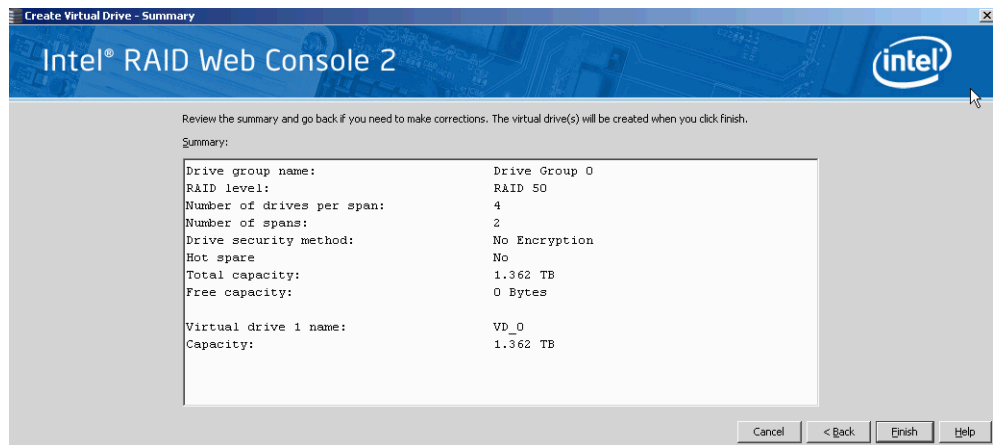 Create Virtual Drive - Summary
Intel® RAID Web Console 2
intel
Review the summary and go back if you need to make corrections. The virtual drive(s) will be created when you click finish.
Summary:
Drive group name: Drive Group 0
RAID level: RAID 50
Number of drives per span: 4
Number of spans: 2
Drive security method: No Encryption
Hot spare No
Total capacity: 1.362 TB
Free capacity: 0 Bytes
Virtual drive 1 name: VD_0
Capacity: 1.362 TB
Cancel < Back Finish Help